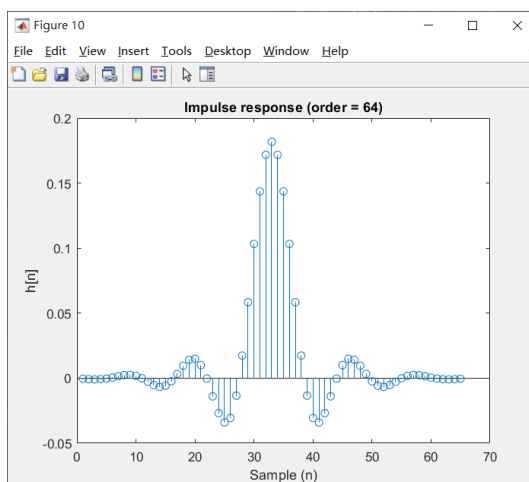 Figure 10
File Edit View Insert Tools Desktop Window Help
Impulse response (order = 64)
0.2
0.15
0.1
0.05
0
-0.05
h[n]
0 10 20 30 40 50 60 70
Sample (n)